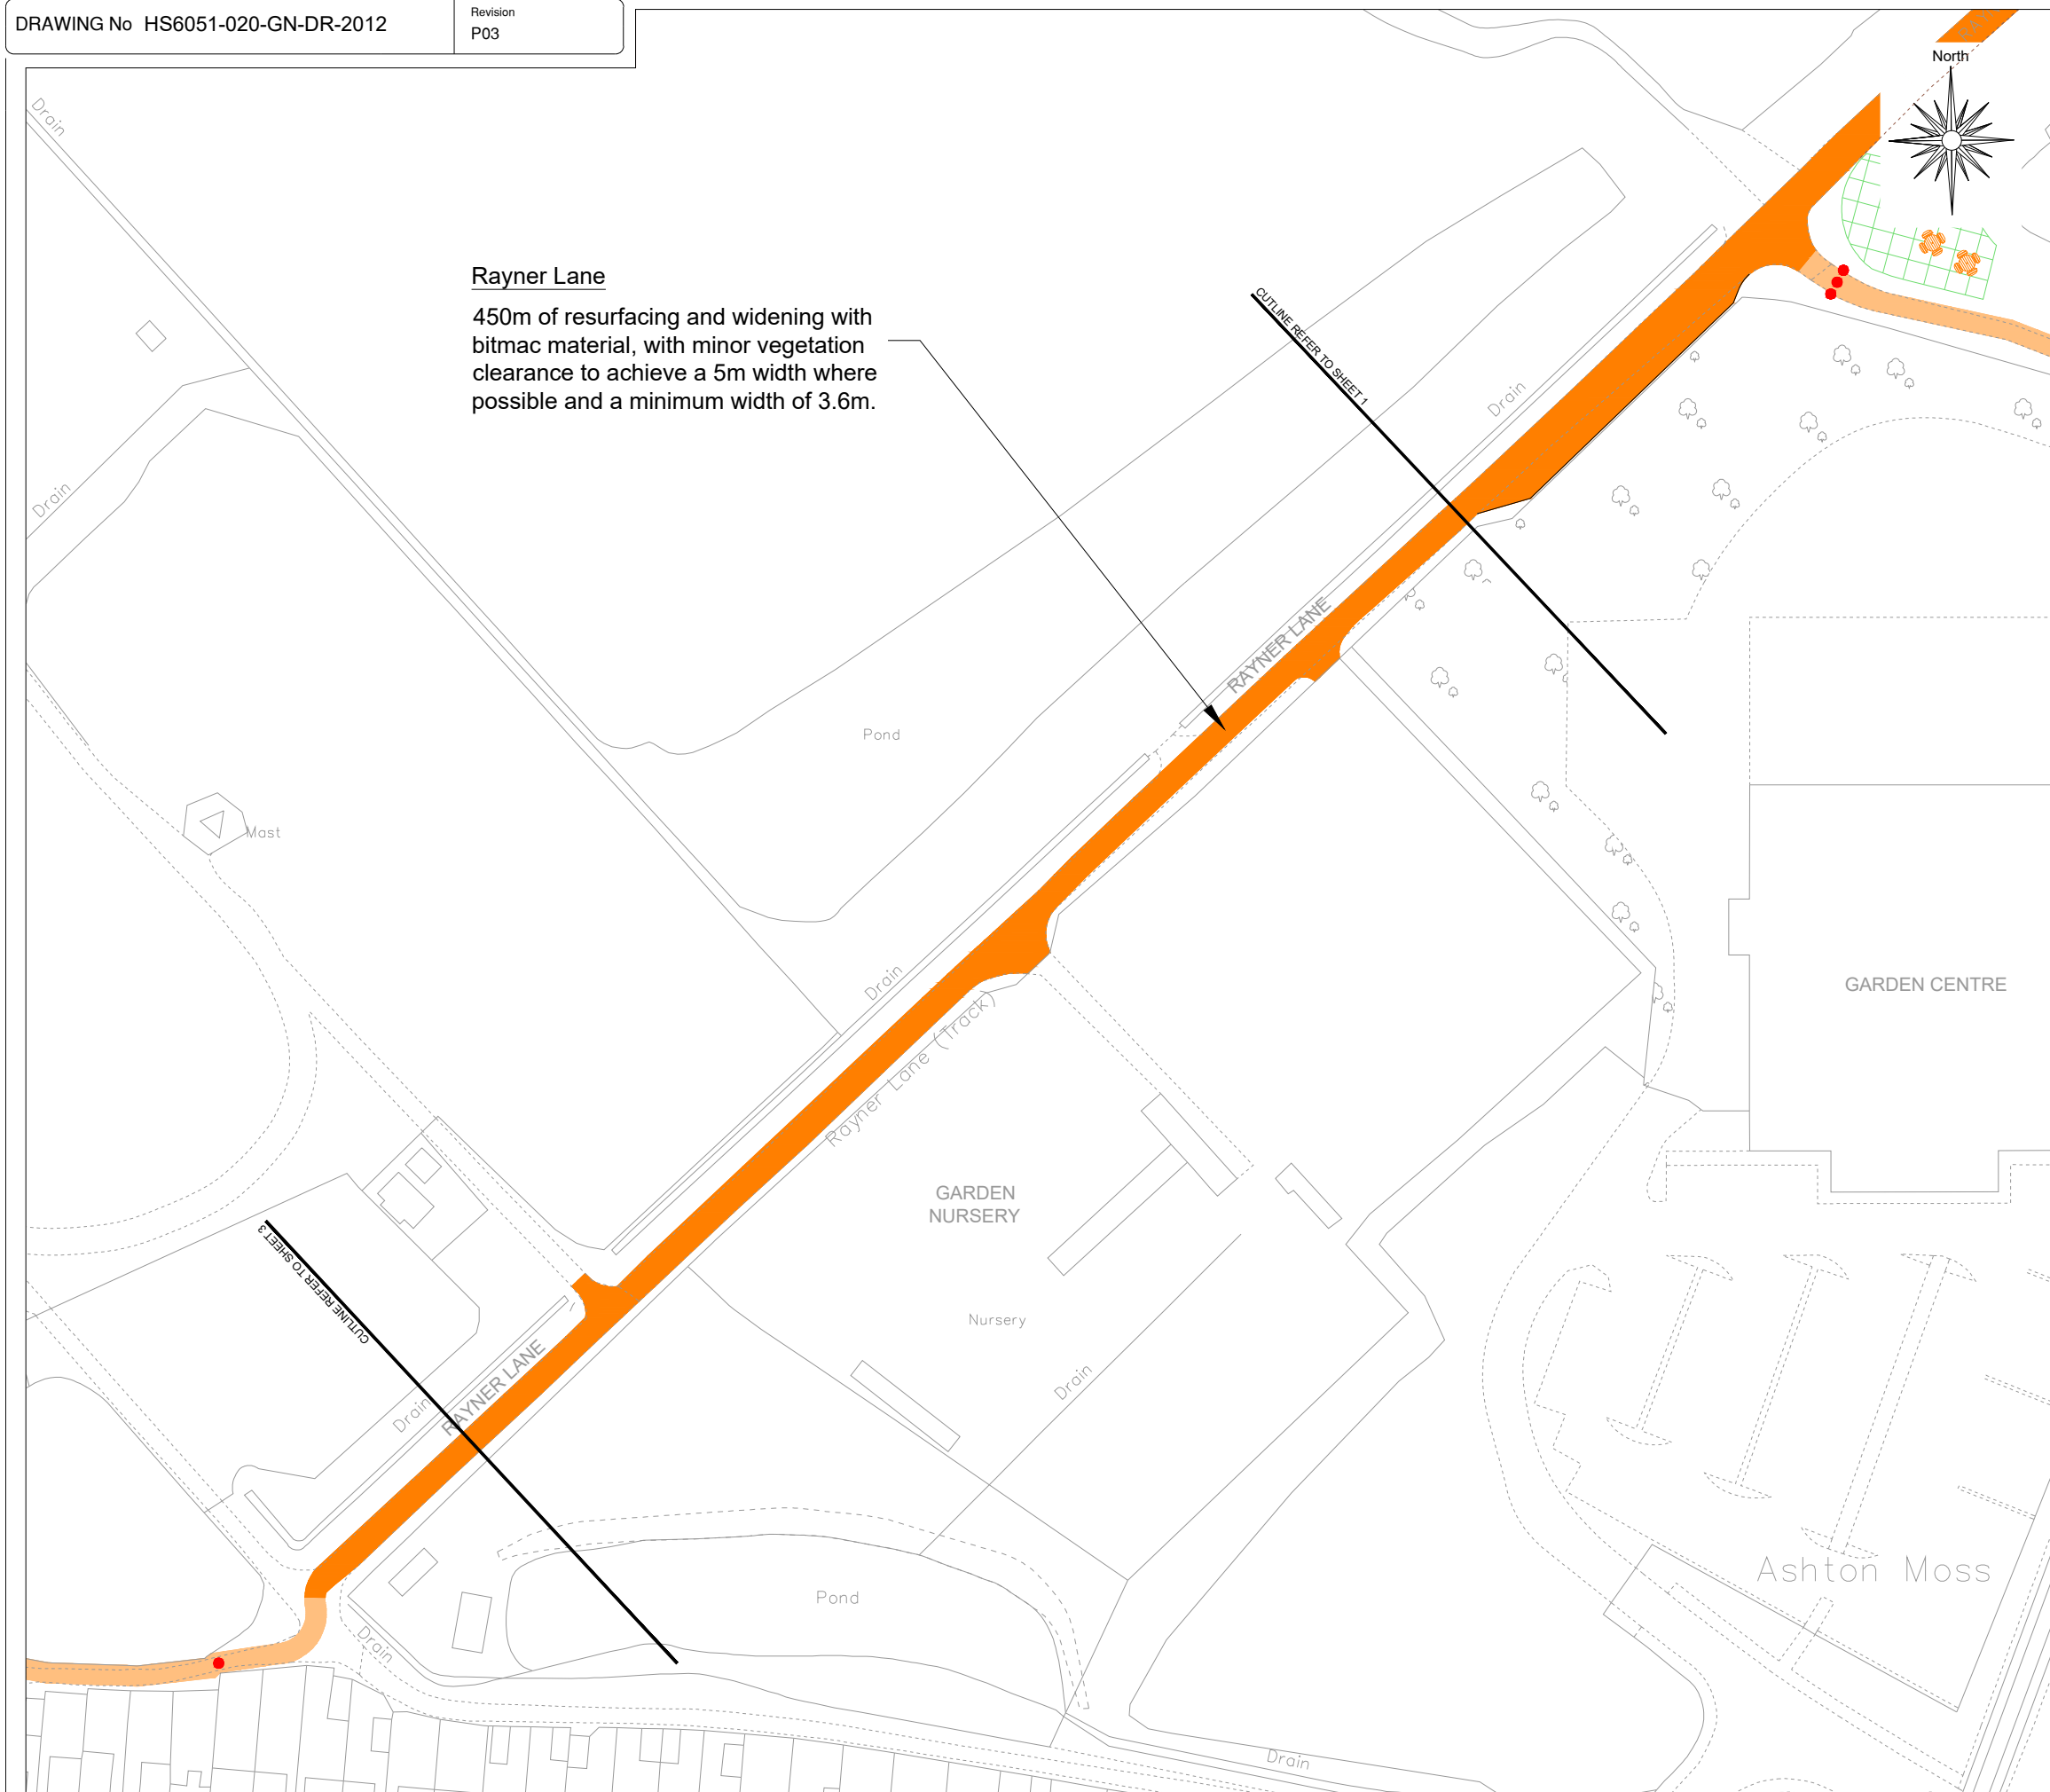 DRAWING No HS6051-020-GN-DR-2012
Revision
P03
North
Drain
Rayner Lane
450m of resurfacing and widening with
bitmac material, with minor vegetation
clearance to achieve a 5m width where
possible and a minimum width of 3.6m.
CUTLINE REFER TO SHEET 1
Drain
Drain
RAYNER LANE
Pond
Mast
Drain
GARDEN CENTRE
Rayner Lane (Track)
GARDEN
NURSERY
CUTLINE REFER TO SHEET 3
Nursery
RAYNER LANE
Drain
Drain
Ashton Moss
Pond
Drain
Drain